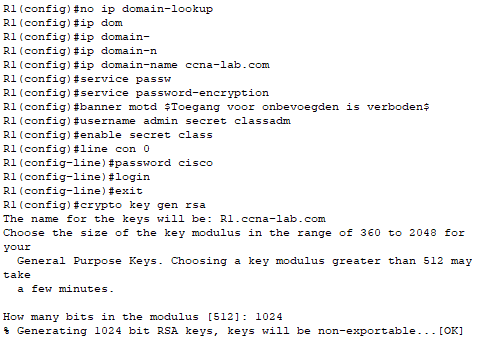 R1(config)#no ip domain-lookup
R1(config)#ip dom
R1(config)#ip domain-
R1(config)#ip domain-n
R1(config)#ip domain-name ccna-lab.com
R1(config)#service passw
R1(config)#service password-encryption
R1(config)#banner motd $Toegang voor onbevoegden is verboden$
R1(config)#username admin secret classadm
R1(config)#enable secret class
R1(config)#line con 0
R1(config-line)#password cisco
R1(config-line)#login
R1(config-line)#exit
R1(config)#crypto key gen rsa
The name for the keys will be: R1.ccna-lab.com
Choose the size of the key modulus in the range of 360 to 2048 for
your
  General Purpose Keys. Choosing a key modulus greater than 512 may
take
  a few minutes.

How many bits in the modulus [512]: 1024
% Generating 1024 bit RSA keys, keys will be non-exportable...[OK]